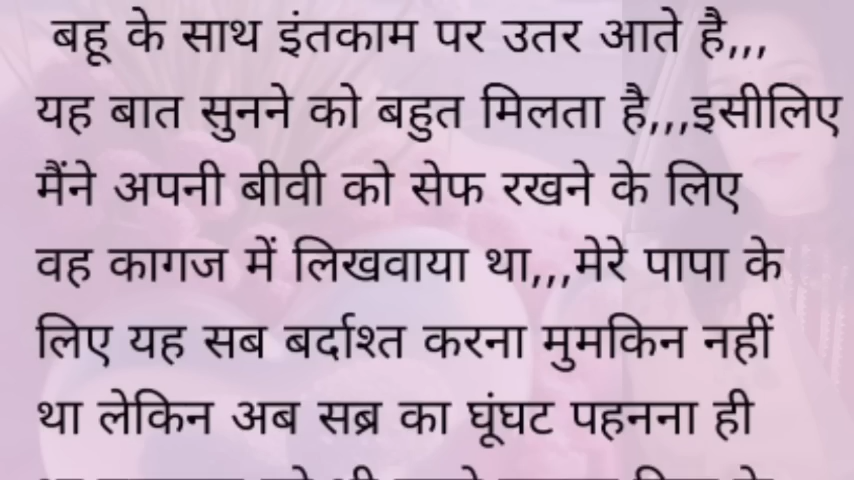 बहू के साथ इंतकाम पर उतर आते है,,,
यह बात सुनने को बहुत मिलता है,,,इसीलिए
मैंने अपनी बीवी को सेफ रखने के लिए
वह कागज में लिखवाया था,,,मेरे पापा के
लिए यह सब बर्दाश्त करना मुमकिन नहीं
था लेकिन अब सब्र का घूंघट पहनना ही